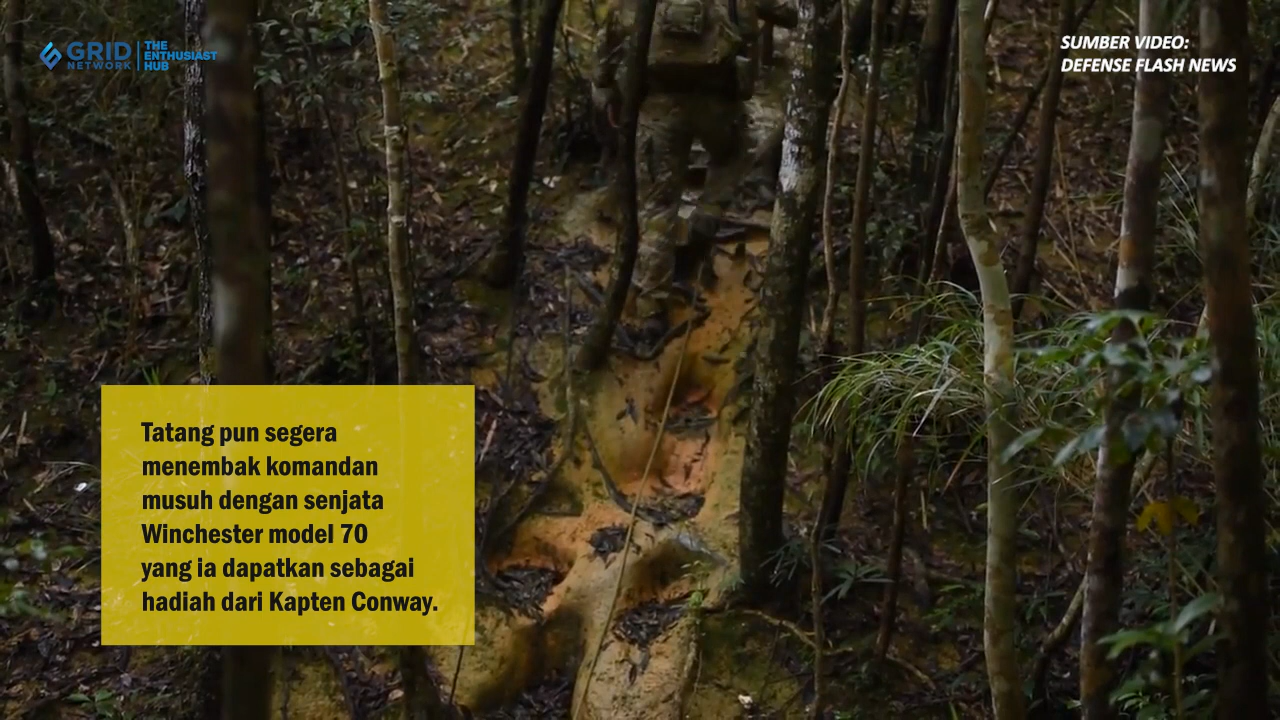 GRID
NETWORK
THE
ENTHUSIAST
HUB
SUMBER VIDEO:
DEFENSE FLASH NEWS
Tatang pun segera
menembak komandan
musuh dengan senjata
Winchester model 70
yang ia dapatkan sebagai
hadiah dari Kapten Conway.